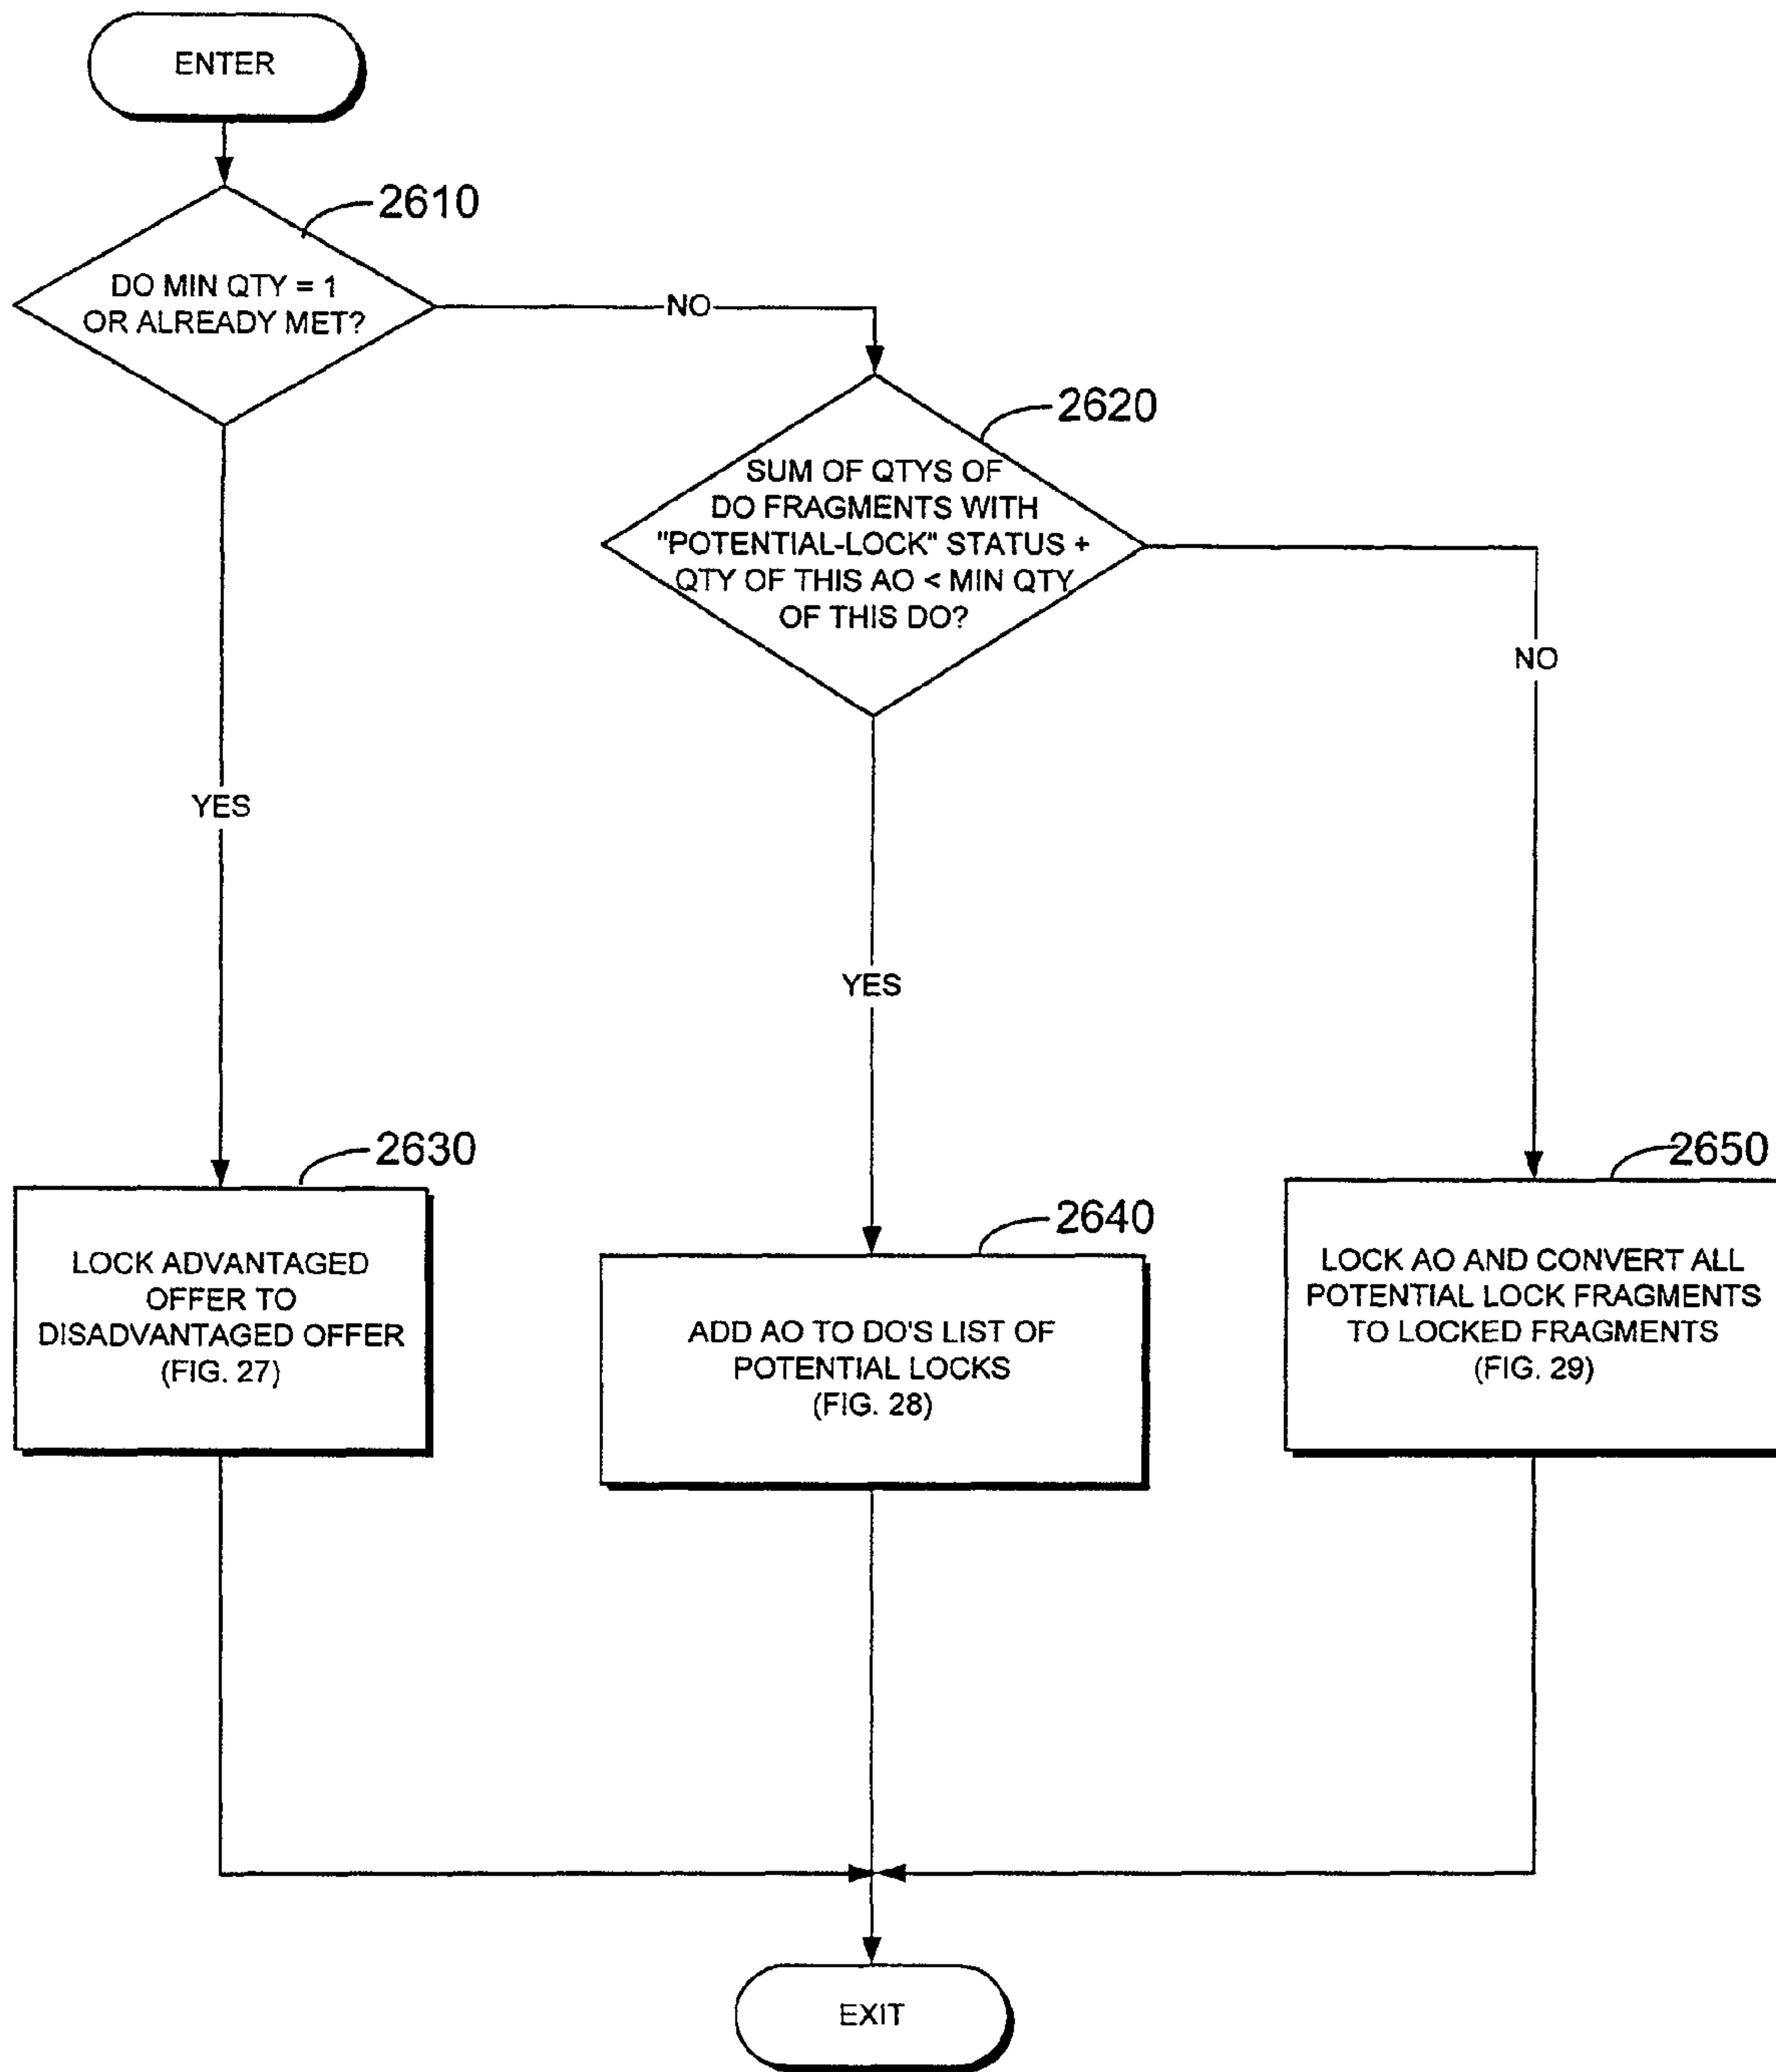 ENTER
2610
DO MIN QTY = 1
OR ALREADY MET?
NO
2620
SUM OF QTYS OF
DO FRAGMENTS WITH
"POTENTIAL-LOCK" STATUS +
QTY OF THIS AO < MIN QTY
OF THIS DO?
NO
YES
YES
2630
LOCK ADVANTAGED
OFFER TO
DISADVANTAGED OFFER
(FIG. 27)
2640
ADD AO TO DO'S LIST OF
POTENTIAL LOCKS
(FIG. 28)
2650
LOCK AO AND CONVERT ALL
POTENTIAL LOCK FRAGMENTS
TO LOCKED FRAGMENTS
(FIG. 29)
EXIT